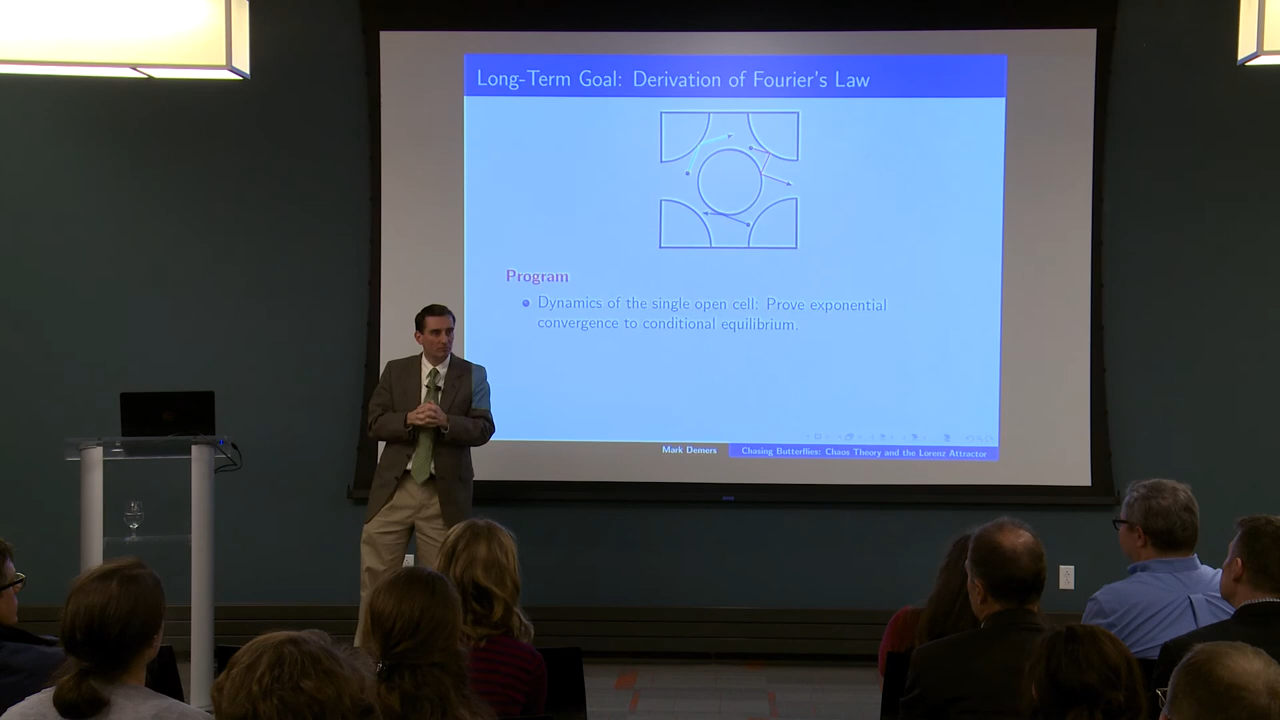 Long-Term Goal: Derivation of Fourier's Law
Program
Dynamics of the single open cell: Prove exponential
convergence to conditional equilibrium.
Mark Demers
Chasing Butterflies: Chaos Theory and the Lorenz Attractor